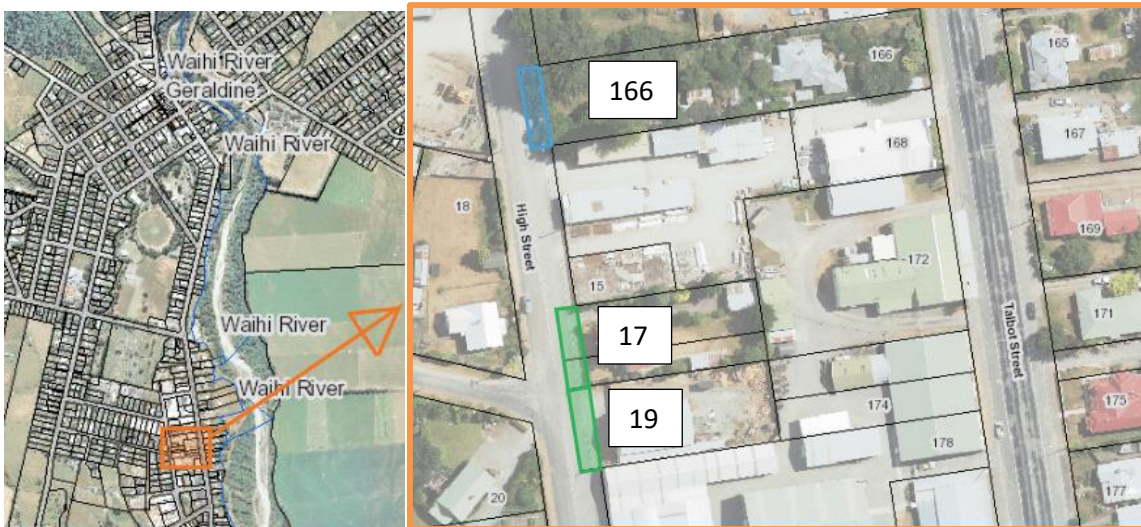 Waihi River
Geraldine
Waihi River
Waihi River
Waihi River
166
166
165
167
168
18
High Street
169
172
15
17
Talbot Street
171
19
174
175
178
20
177